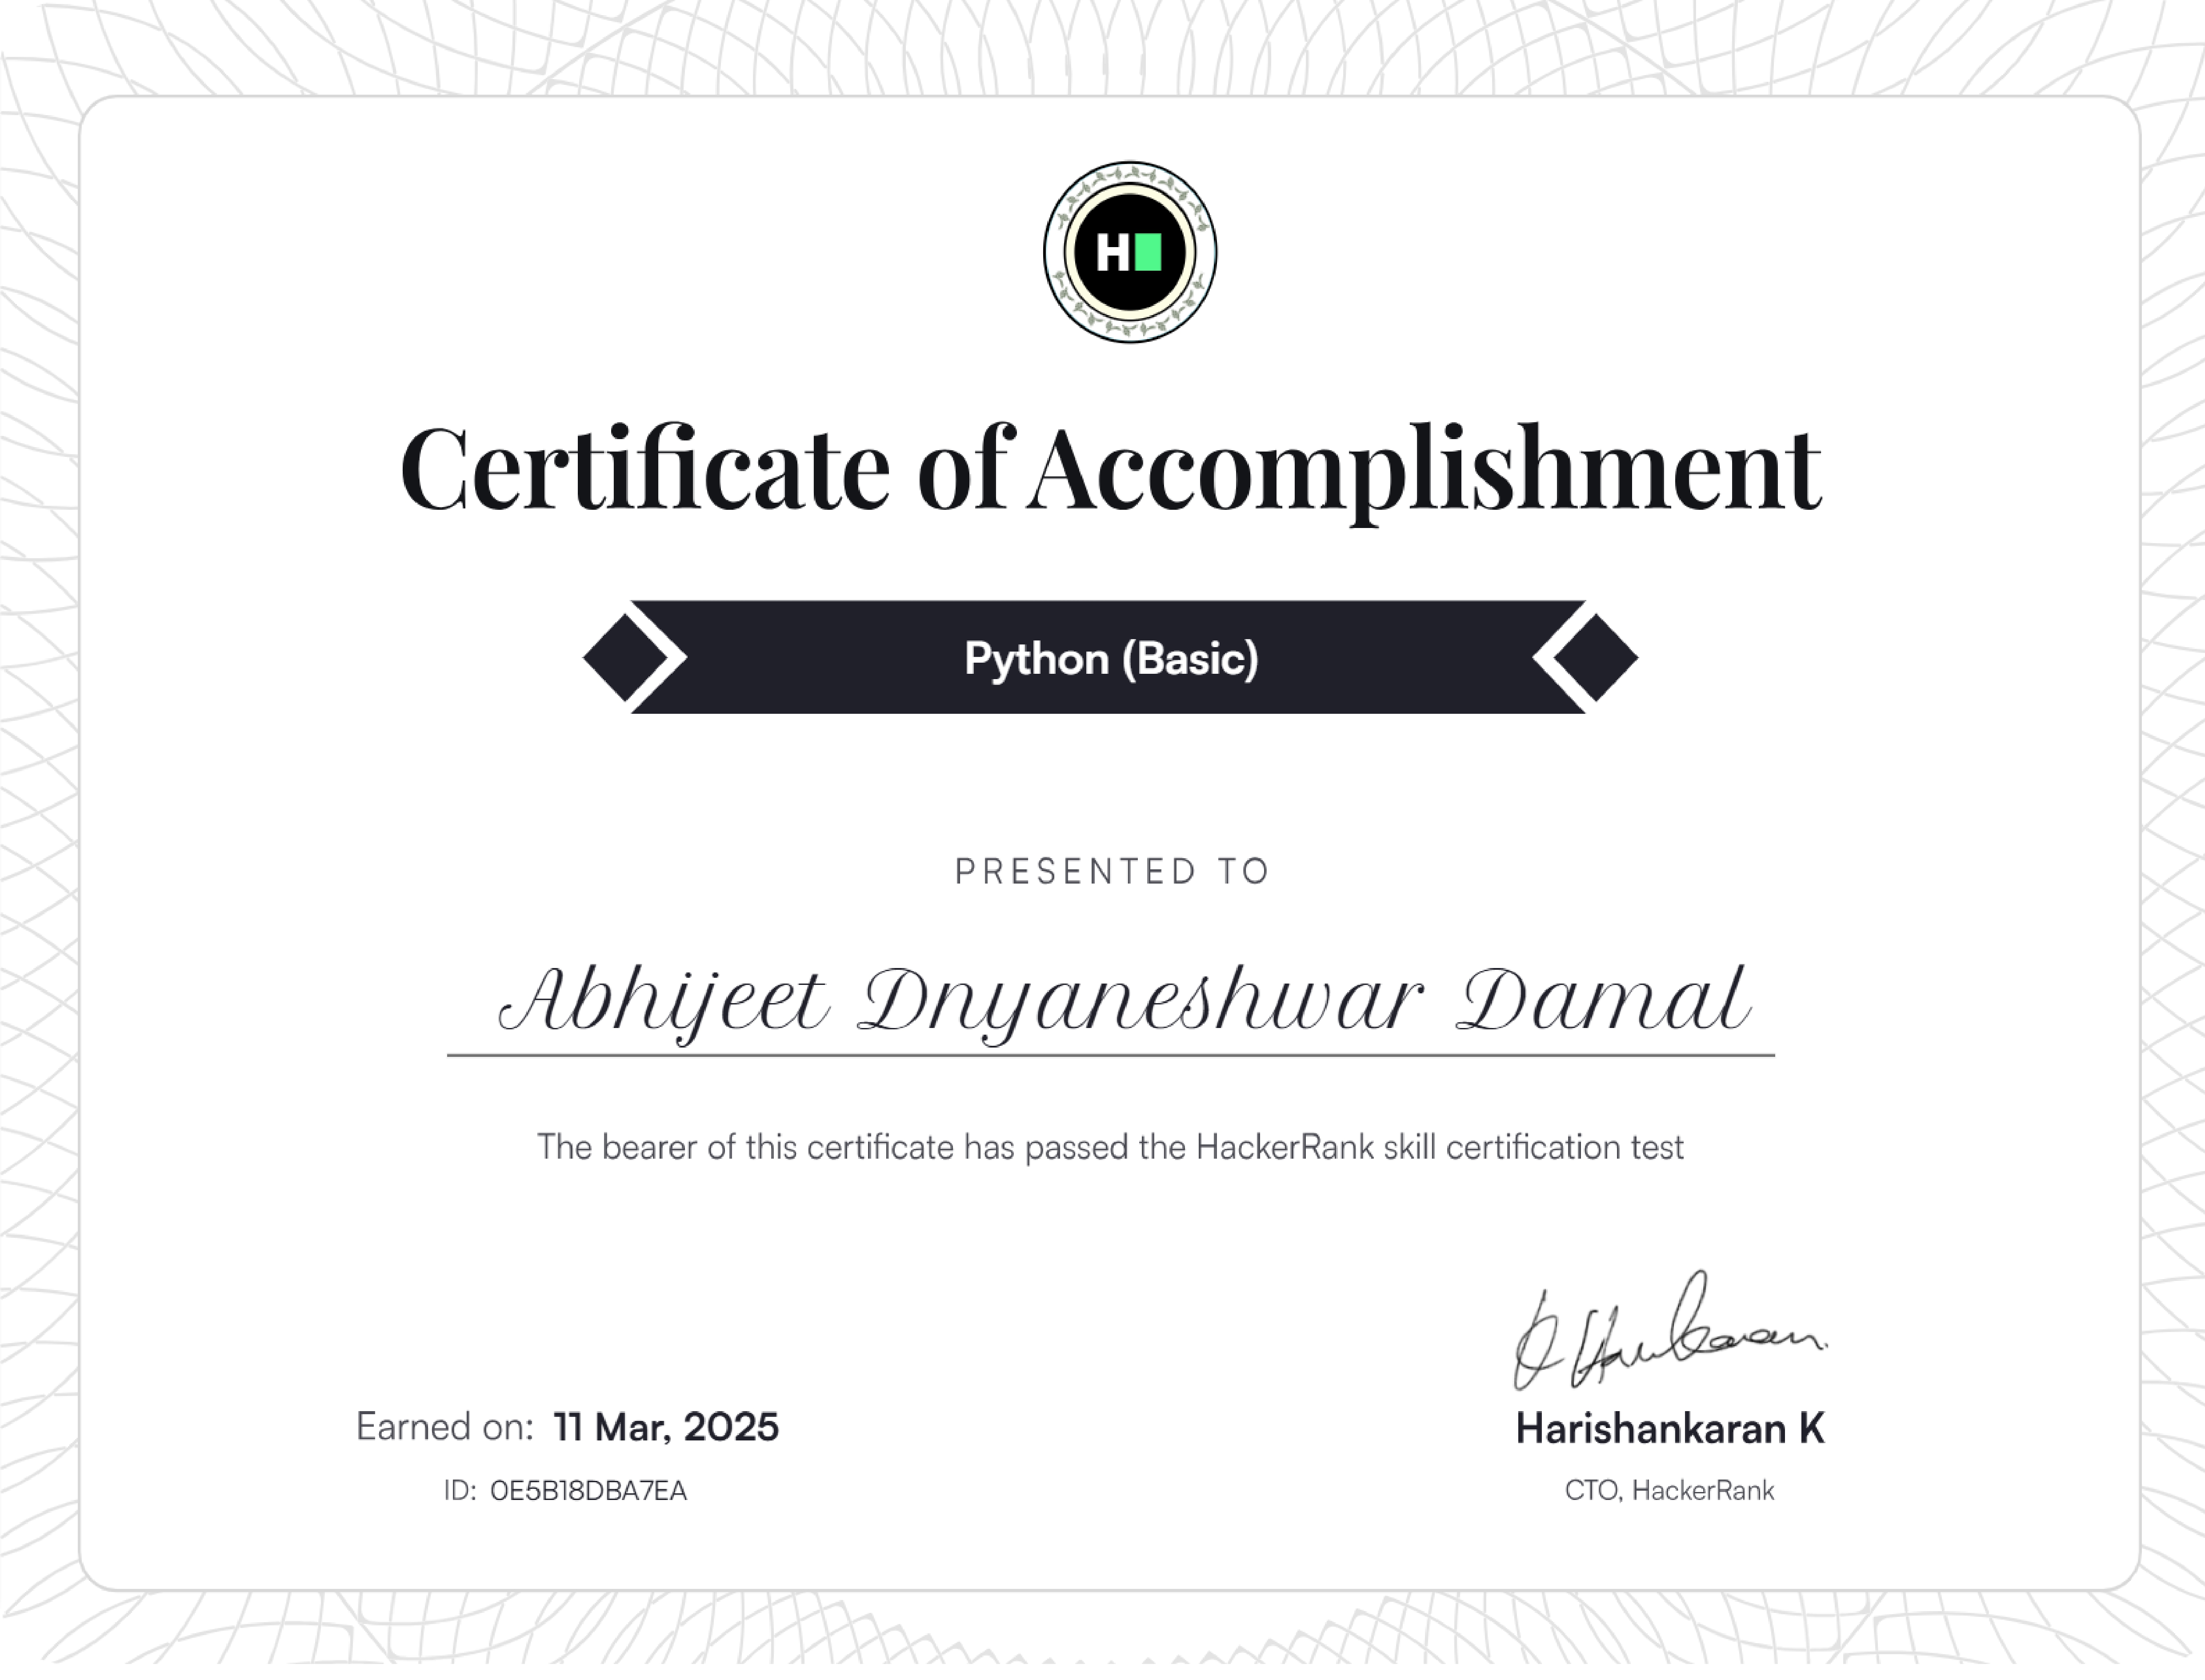 H
Certificate of Accomplishment
Python (Basic)
PRESENTED TO
Abhijeet Dnyaneshwar Damal
The bearer of this certificate has passed the HackerRank skill certification test
Earned on: 11 Mar, 2025
ID: 0E5B18DBA7EA
Harishankaran K
CTO, HackerRank